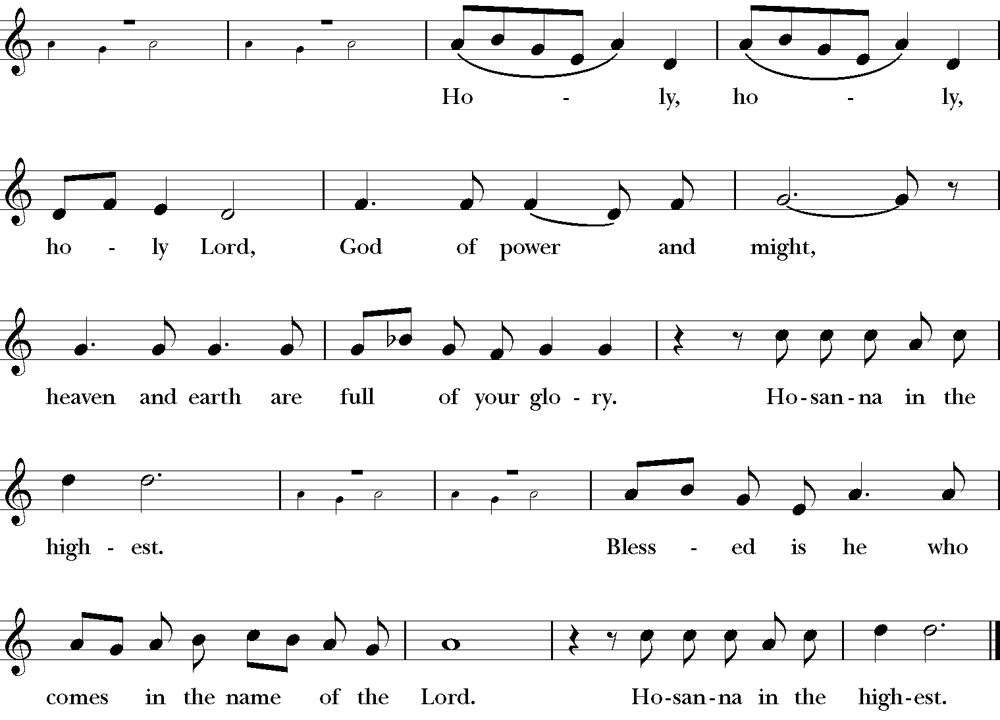 Ho - ly, ho - ly,
ho - ly Lord, God of power and might,
heaven and earth are full of your glo - ry. Ho - san - na in the
high - est. Bless - ed is he who
comes in the name of the Lord. Ho - san - na in the high - est.